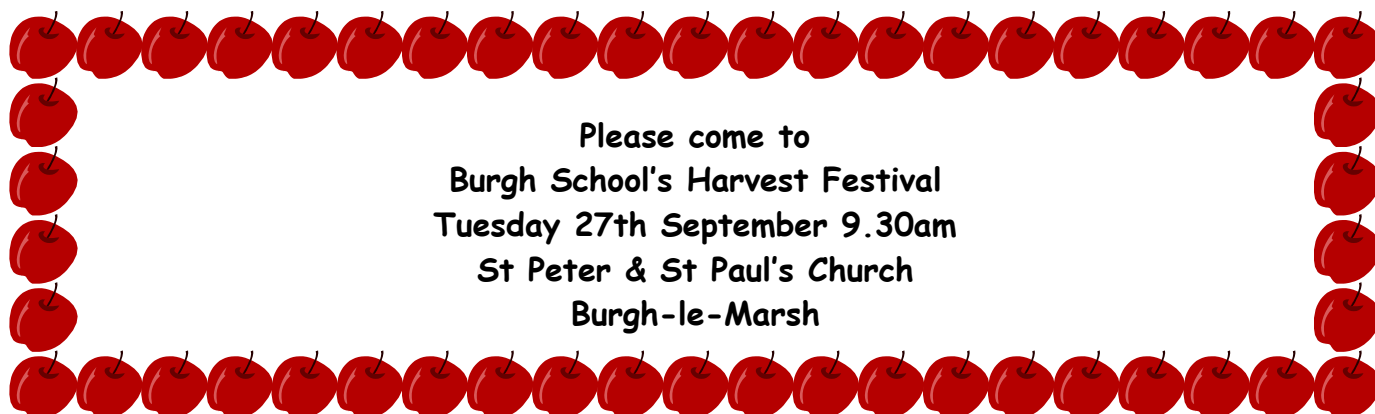 Please come to
Burgh School's Harvest Festival
Tuesday 27th September 9.30am
St Peter & St Paul's Church
Burgh-le-Marsh